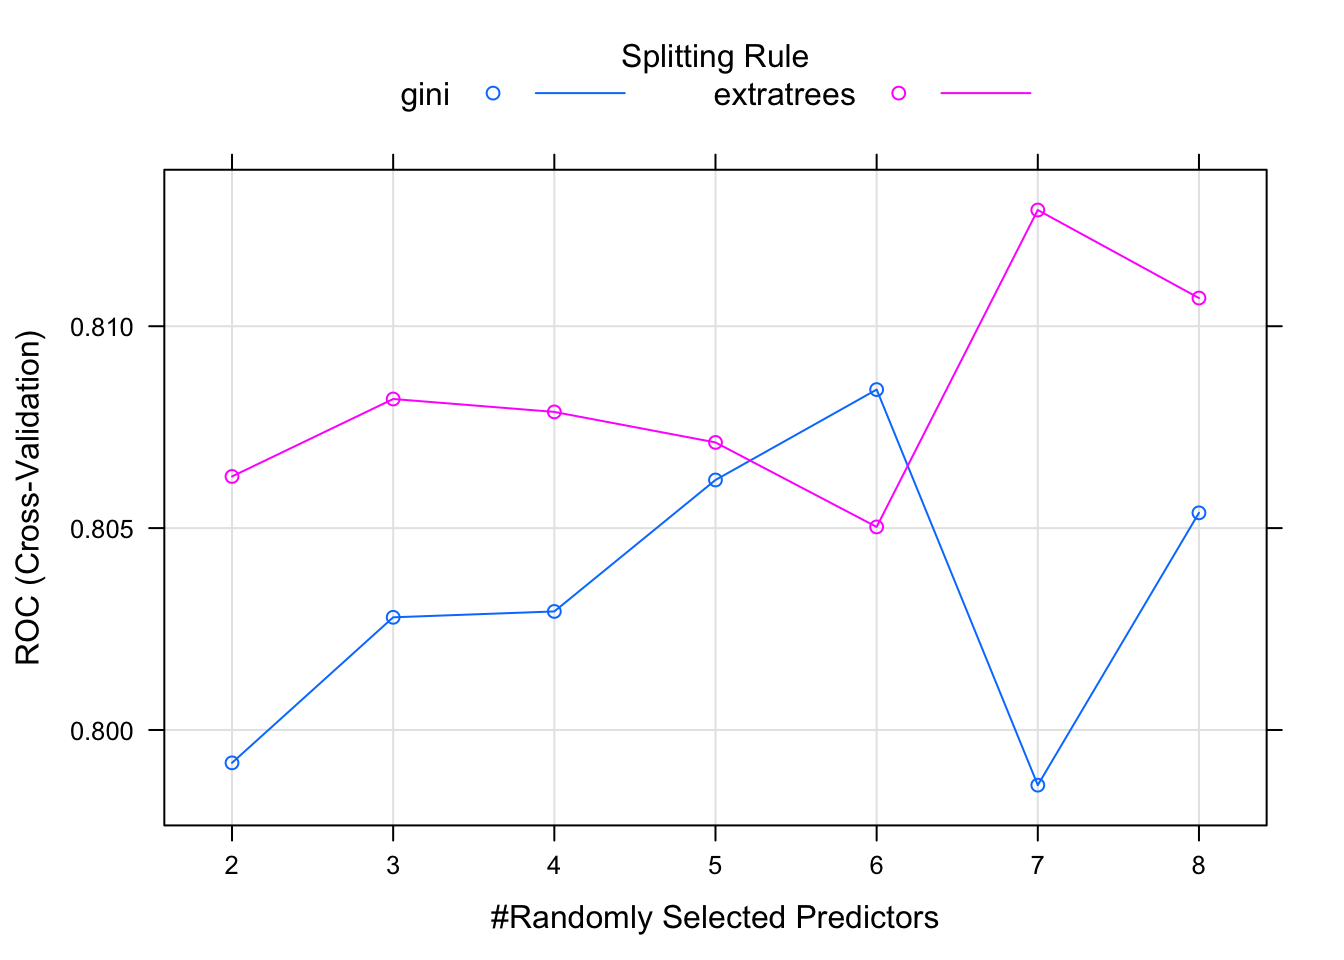 Splitting Rule
gini extratrees
ROC (Cross-Validation)
0.810
0.805
0.800
2 3 4 5 6 7 8
#Randomly Selected Predictors